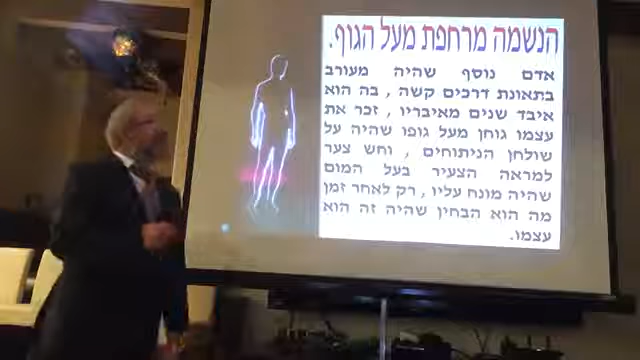 הנשמה מרחפת מעל הגוף.
אדם נוסף שהיה מעורב
בתאונת דרכים קשה , בה הוא
איבד שנים מאיבריו , זכר את
עצמו גוחן מעל גופו שהיה על
שולחן הניתוחים , וחש צער
למראה הצעיר בעל המום
שהיה מונח עליו , רק לאחר זמן
מה הוא הבחין שהיה זה הוא
עצמו.